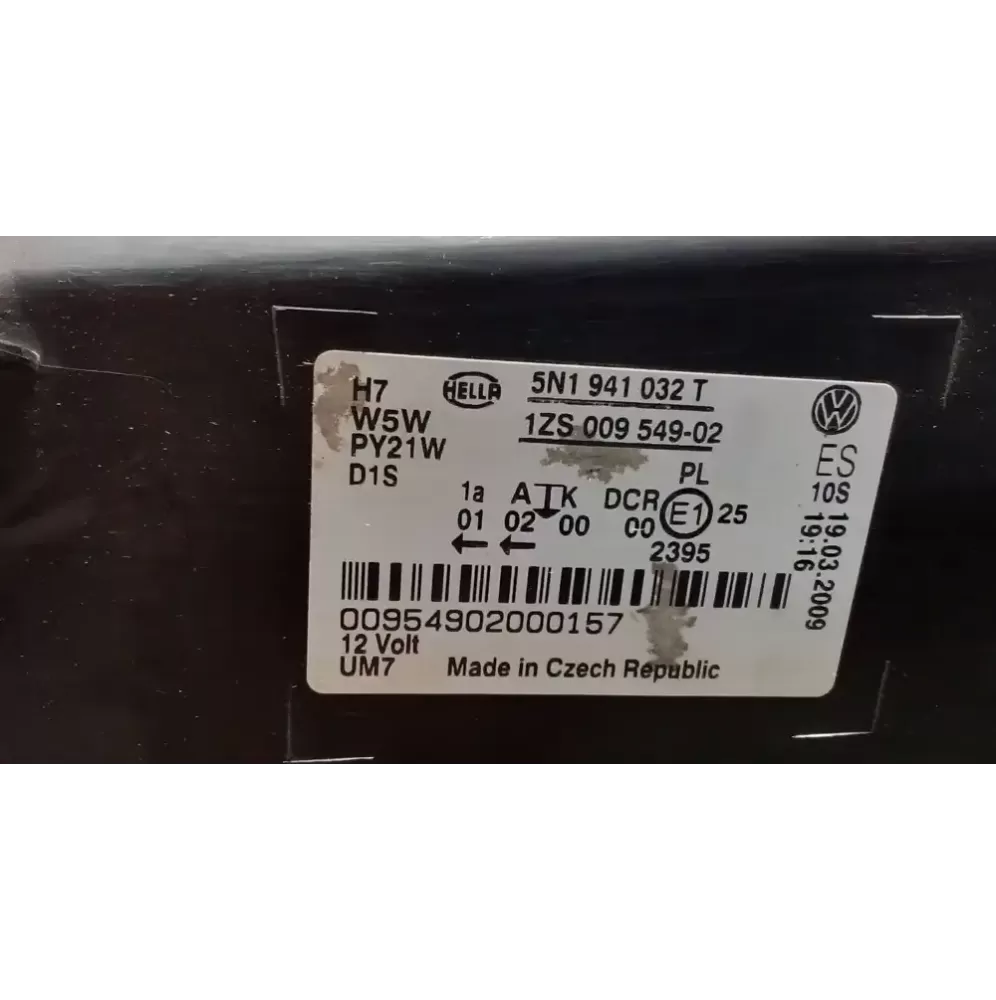 H7 HELLA 5N1 941 032 T
W5W 1ZS 009 549-02
PY21W PL
D1S
1a A K DCR E1 25
01 02 00 00
2395
00954902000157
12 Volt
UM7 Made in Czech Republic
VW
ES
10S 19.03.2009
19:16